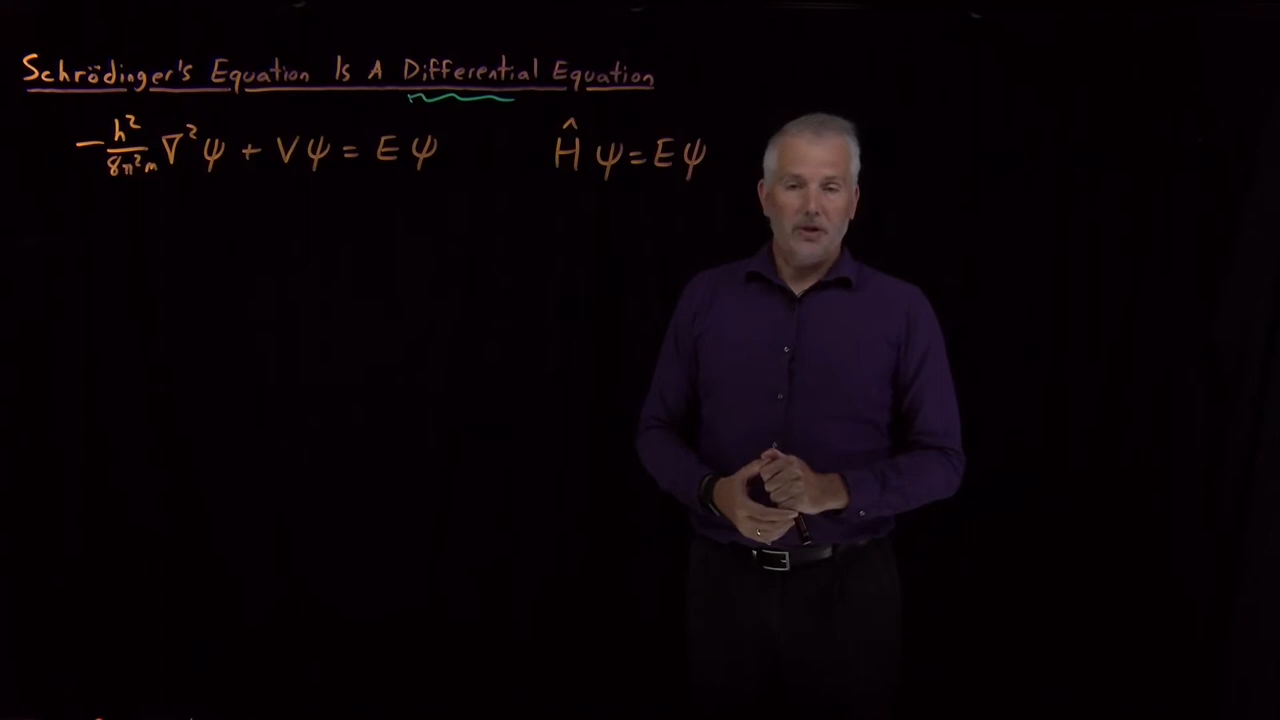 Schrödinger's Equation Is A Differential Equation
-h²/8π²m ∇²ψ + Vψ = Eψ
Ĥψ = Eψ